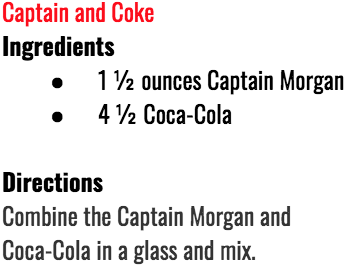 Captain and Coke
Ingredients
● 1 ½ ounces Captain Morgan
● 4 ½ Coca-Cola
Directions
Combine the Captain Morgan and
Coca-Cola in a glass and mix.